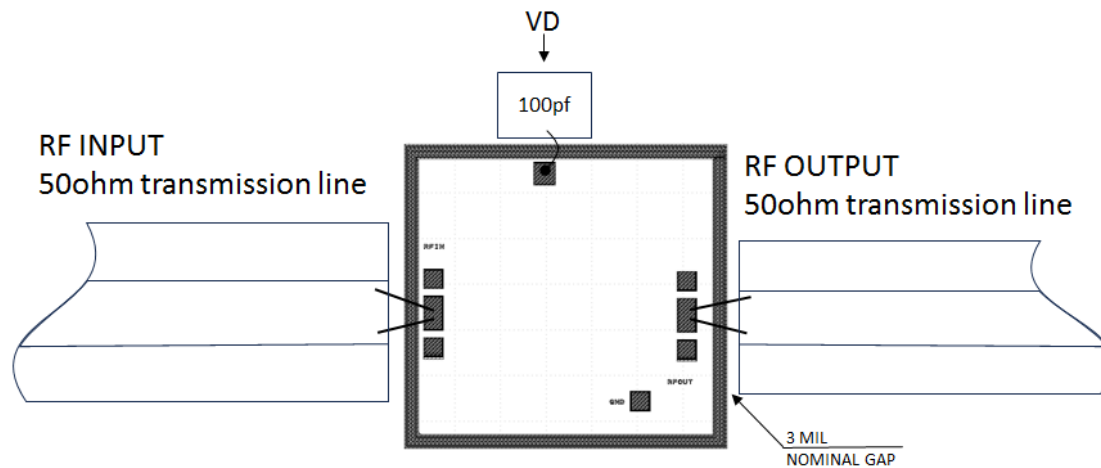 VD
100pf
RF INPUT
50ohm transmission line
RF OUTPUT
50ohm transmission line
RFIN
RFOUT
GND
3 MIL
NOMINAL GAP